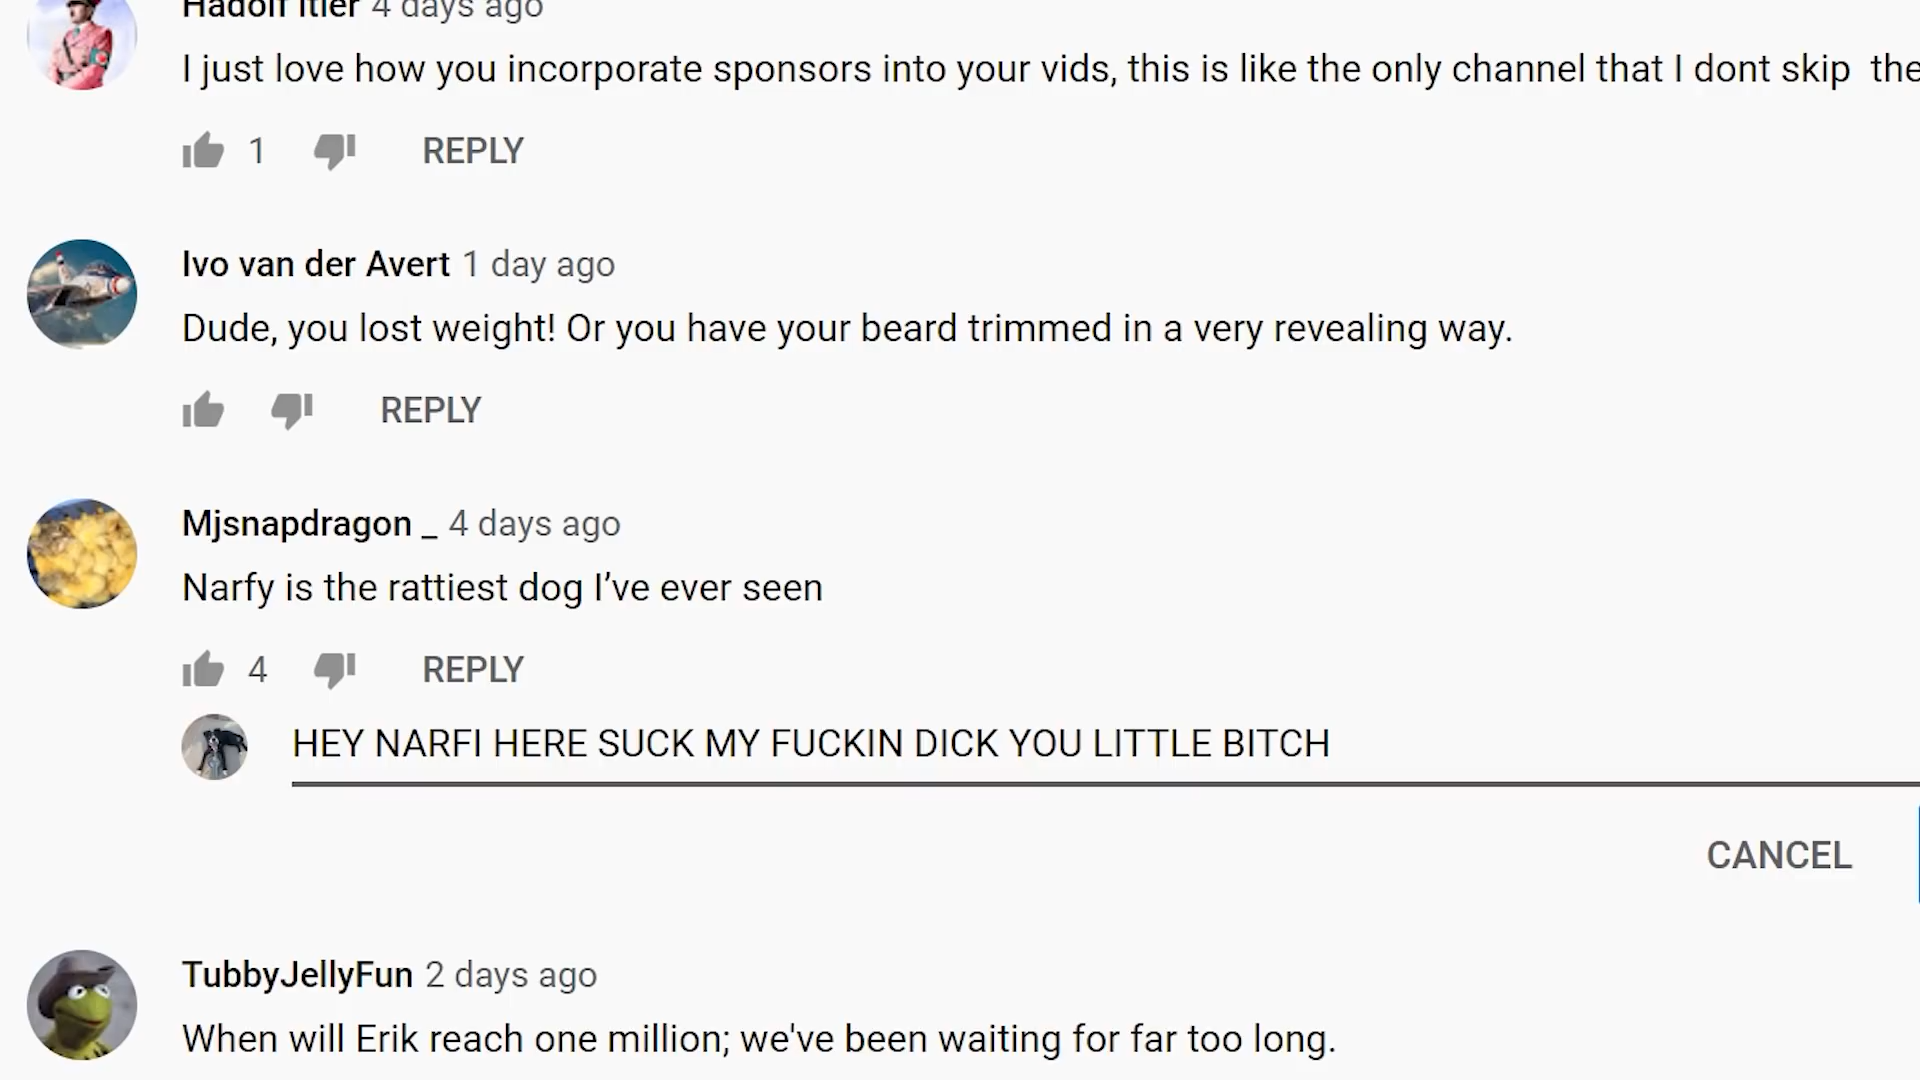 Hadolf Itler 4 days ago
I just love how you incorporate sponsors into your vids, this is like the only channel that I dont skip  the
1 REPLY
Ivo van der Avert 1 day ago
Dude, you lost weight! Or you have your beard trimmed in a very revealing way.
REPLY
Mjsnapdragon _ 4 days ago
Narfy is the rattiest dog I’ve ever seen
4 REPLY
HEY NARFI HERE SUCK MY FUCKIN DICK YOU LITTLE BITCH
CANCEL
TubbyJellyFun 2 days ago
When will Erik reach one million; we've been waiting for far too long.